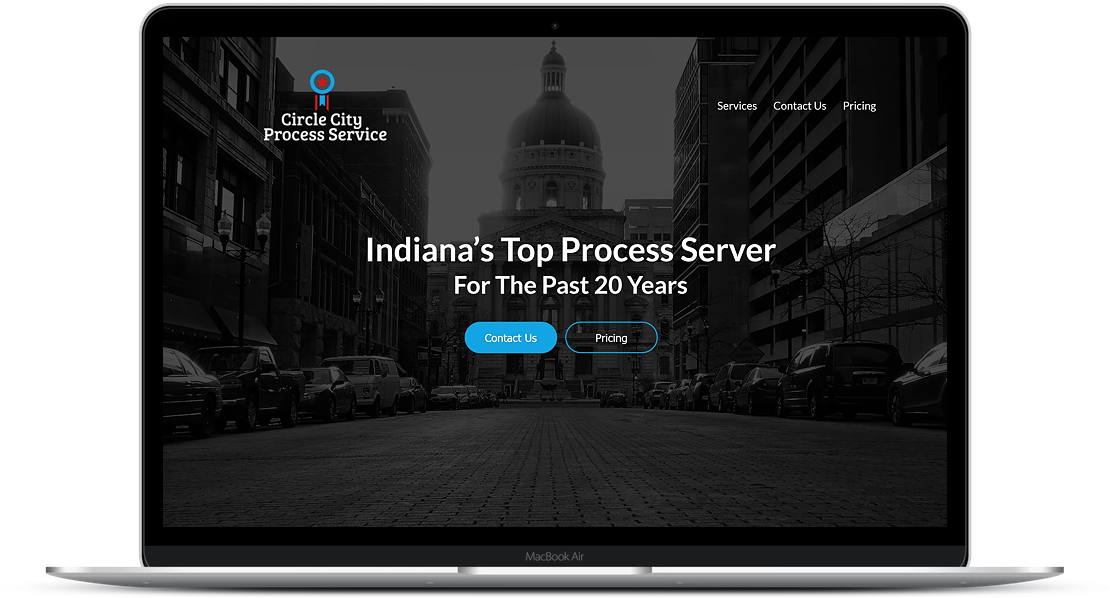 Circle City
Process Service
Services Contact Us Pricing
Indiana's Top Process Server
For The Past 20 Years
Contact Us Pricing
MacBook Air